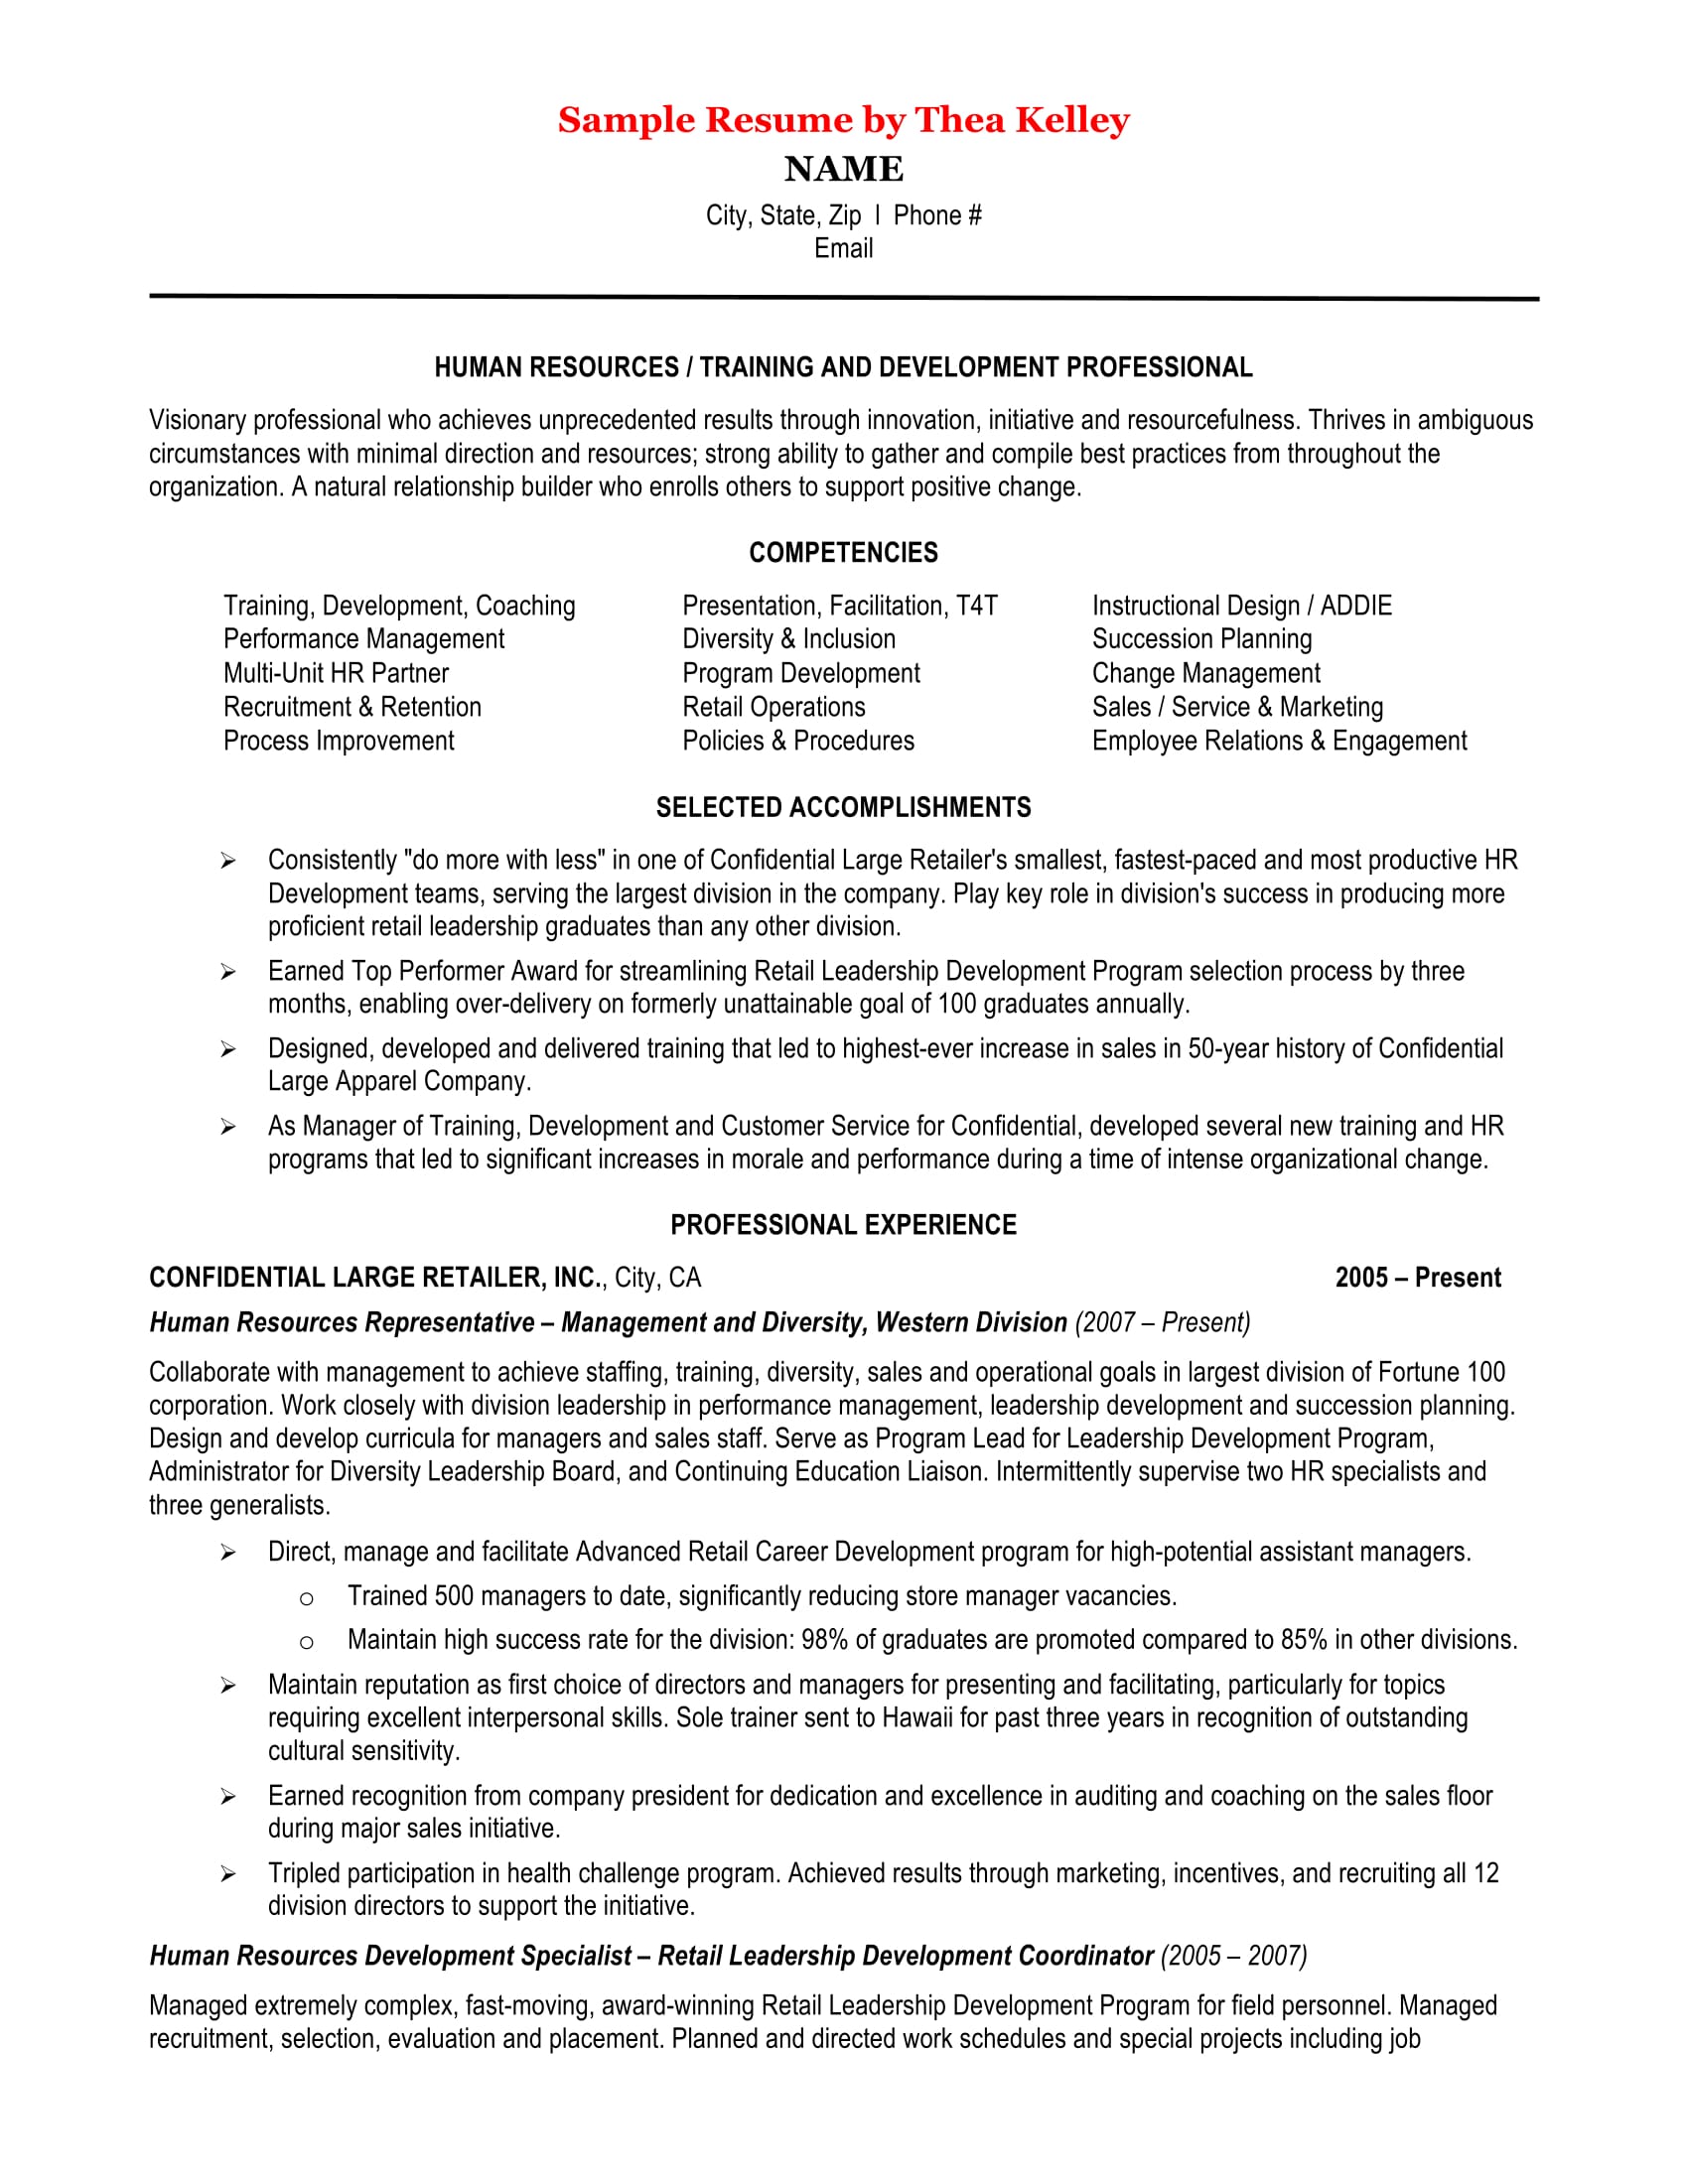 Sample Resume by Thea Kelley
NAME
City, State, Zip l Phone #
Email
HUMAN RESOURCES / TRAINING AND DEVELOPMENT PROFESSIONAL
Visionary professional who achieves unprecedented results through innovation, initiative and resourcefulness. Thrives in ambiguous
circumstances with minimal direction and resources; strong ability to gather and compile best practices from throughout the
organization. A natural relationship builder who enrolls others to support positive change.
COMPETENCIES
Training, Development, Coaching Presentation, Facilitation, T4T Instructional Design / ADDIE
Performance Management Diversity & Inclusion Succession Planning
Multi-Unit HR Partner Program Development Change Management
Recruitment & Retention Retail Operations Sales / Service & Marketing
Process Improvement Policies & Procedures Employee Relations & Engagement
SELECTED ACCOMPLISHMENTS
➢ Consistently "do more with less" in one of Confidential Large Retailer's smallest, fastest-paced and most productive HR
Development teams, serving the largest division in the company. Play key role in division's success in producing more
proficient retail leadership graduates than any other division.
➢ Earned Top Performer Award for streamlining Retail Leadership Development Program selection process by three
months, enabling over-delivery on formerly unattainable goal of 100 graduates annually.
➢ Designed, developed and delivered training that led to highest-ever increase in sales in 50-year history of Confidential
Large Apparel Company.
➢ As Manager of Training, Development and Customer Service for Confidential, developed several new training and HR
programs that led to significant increases in morale and performance during a time of intense organizational change.
PROFESSIONAL EXPERIENCE
CONFIDENTIAL LARGE RETAILER, INC., City, CA 2005 – Present
Human Resources Representative – Management and Diversity, Western Division (2007 – Present)
Collaborate with management to achieve staffing, training, diversity, sales and operational goals in largest division of Fortune 100
corporation. Work closely with division leadership in performance management, leadership development and succession planning.
Design and develop curricula for managers and sales staff. Serve as Program Lead for Leadership Development Program,
Administrator for Diversity Leadership Board, and Continuing Education Liaison. Intermittently supervise two HR specialists and
three generalists.
➢ Direct, manage and facilitate Advanced Retail Career Development program for high-potential assistant managers.
o Trained 500 managers to date, significantly reducing store manager vacancies.
o Maintain high success rate for the division: 98% of graduates are promoted compared to 85% in other divisions.
➢ Maintain reputation as first choice of directors and managers for presenting and facilitating, particularly for topics
requiring excellent interpersonal skills. Sole trainer sent to Hawaii for past three years in recognition of outstanding
cultural sensitivity.
➢ Earned recognition from company president for dedication and excellence in auditing and coaching on the sales floor
during major sales initiative.
➢ Tripled participation in health challenge program. Achieved results through marketing, incentives, and recruiting all 12
division directors to support the initiative.
Human Resources Development Specialist – Retail Leadership Development Coordinator (2005 – 2007)
Managed extremely complex, fast-moving, award-winning Retail Leadership Development Program for field personnel. Managed
recruitment, selection, evaluation and placement. Planned and directed work schedules and special projects including job